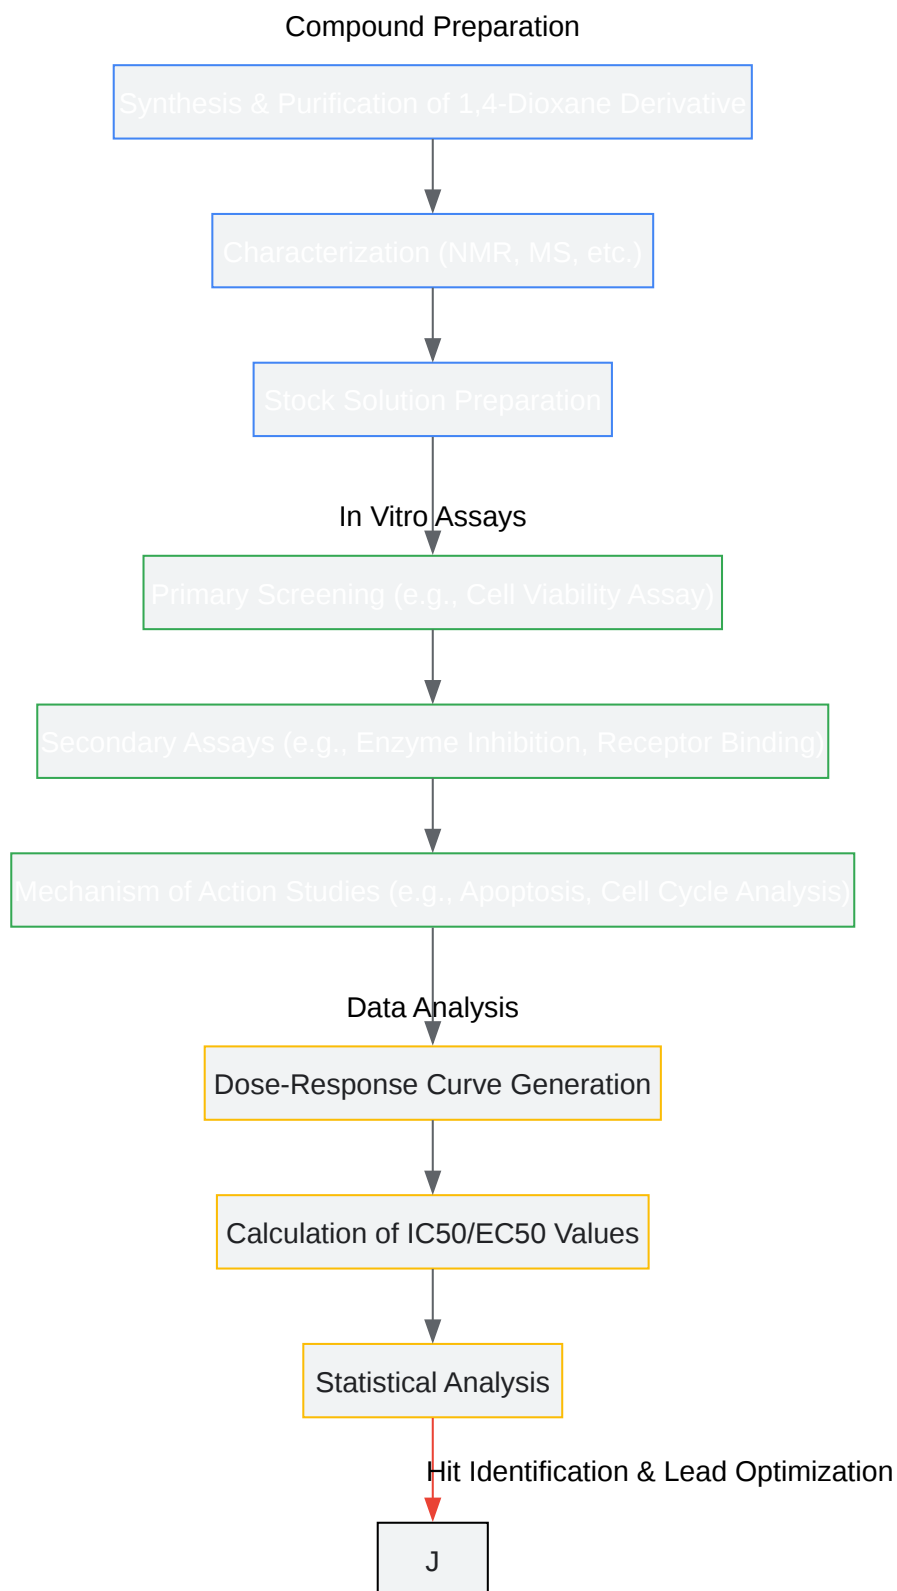 Compound Preparation
Synthesis & Purification of 1,4-Dioxane Derivative
Characterization (NMR, MS, etc.)
Stock Solution Preparation
In Vitro Assays
Primary Screening (e.g., Cell Viability Assay)
Secondary Assays (e.g., Enzyme Inhibition, Receptor Binding)
Mechanism of Action Studies (e.g., Apoptosis, Cell Cycle Analysis)
Data Analysis
Dose-Response Curve Generation
Calculation of IC50/EC50 Values
Statistical Analysis
Hit Identification & Lead Optimization
J